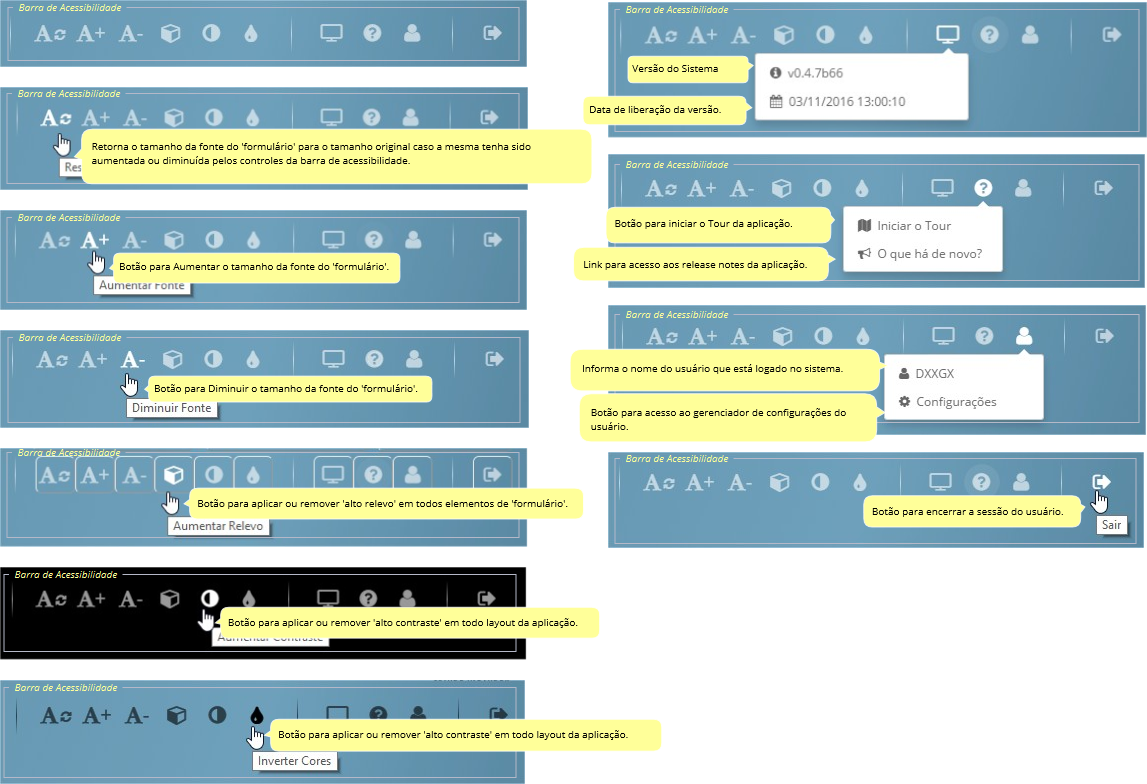 Barra de Acessibilidade
A A+ A-
Barra de Acessibilidade
A A+ A-
Retorna o tamanho da fonte do 'formulário' para o tamanho original caso a mesma tenha sido
aumentada ou diminuída pelos controles da barra de acessibilidade.
Res
Barra de Acessibilidade
A A+ A-
Botão para Aumentar o tamanho da fonte do 'formulário'.
Aumentar Fonte
Barra de Acessibilidade
A A+ A-
Botão para Diminuir o tamanho da fonte do 'formulário'.
Diminuir Fonte
Barra de Acessibilidade
A A+ A-
Botão para aplicar ou remover 'alto relevo' em todos elementos de 'formulário'.
Aumentar Relevo
Barra de Acessibilidade
A A+ A-
Botão para aplicar ou remover 'alto contraste' em todo layout da aplicação.
Aumentar Contraste
Barra de Acessibilidade
A A+ A-
Botão para aplicar ou remover 'alto contraste' em todo layout da aplicação.
Inverter Cores
Barra de Acessibilidade
A A+ A- ?
Versão do Sistema
v0.4.7b66
Data de liberação da versão.
03/11/2016 13:00:10
Barra de Acessibilidade
A A+ A- ?
Botão para iniciar o Tour da aplicação.
Iniciar o Tour
Link para acesso aos release notes da aplicação.
O que há de novo?
Barra de Acessibilidade
A A+ A- ?
Informa o nome do usuário que está logado no sistema.
DXXGX
Botão para acesso ao gerenciador de configurações do
usuário.
Configurações
Barra de Acessibilidade
A A+ A- ?
Botão para encerrar a sessão do usuário.
Sair